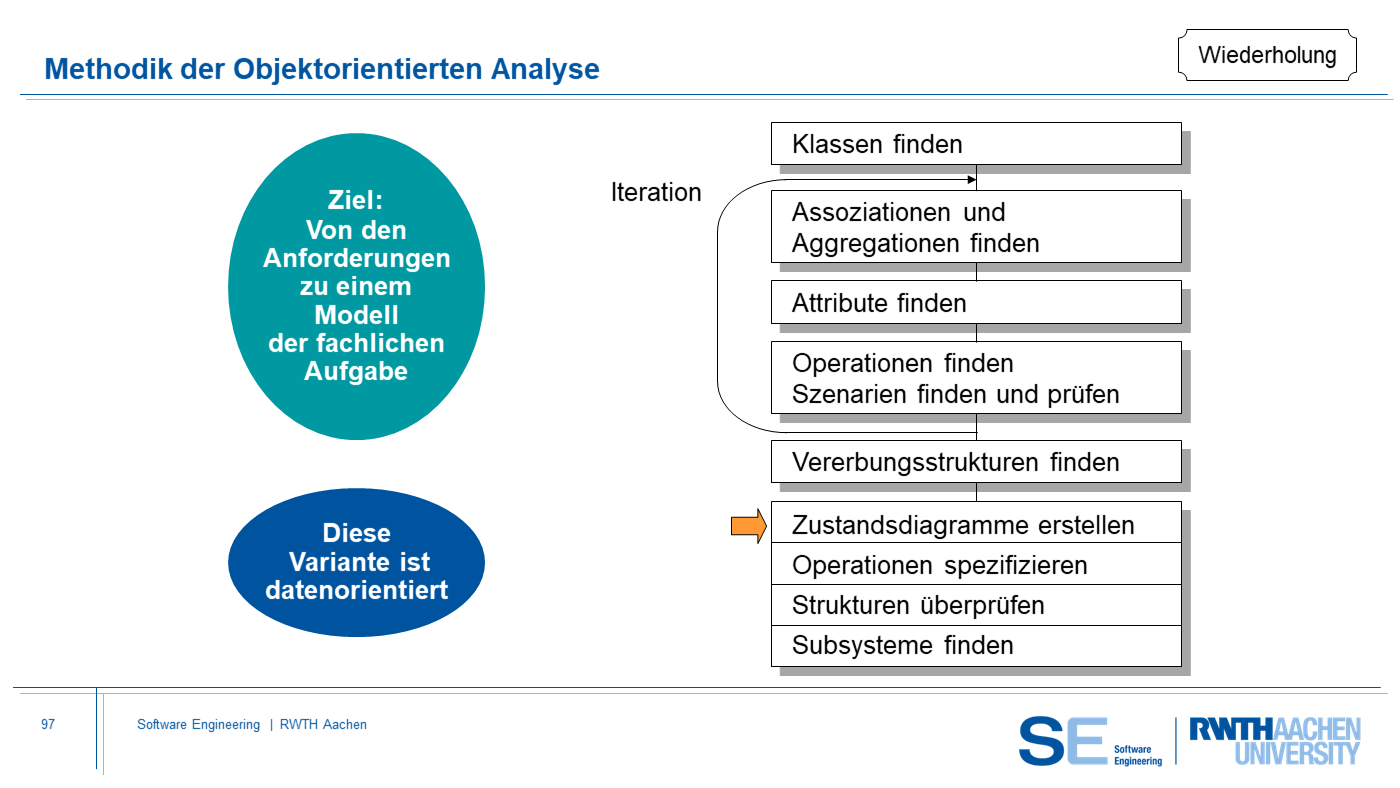 Methodik der Objektorientierten Analyse
Wiederholung
Ziel:
Von den
Anforderungen
zu einem
Modell
der fachlichen
Aufgabe
Diese
Variante ist
datenorientiert
Iteration
Klassen finden
Assoziationen und
Aggregationen finden
Attribute finden
Operationen finden
Szenarien finden und prüfen
Vererbungsstrukturen finden
Zustandsdiagramme erstellen
Operationen spezifizieren
Strukturen überprüfen
Subsysteme finden
97
Software Engineering | RWTH Aachen
SE Software
Engineering
RWTHAACHEN
UNIVERSITY